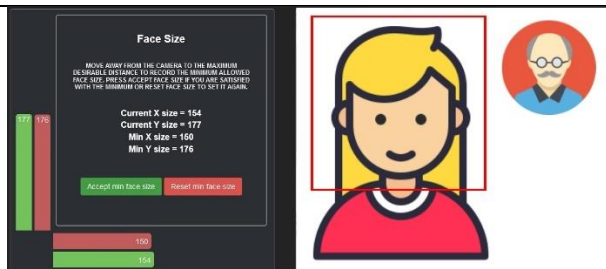 Face Size
MOVE AWAY FROM THE CAMERA TO THE MAXIMUM
DESIRABLE DISTANCE TO RECORD THE MINIMUM ALLOWED
FACE SIZE. PRESS ACCEPT FACE SIZE IF YOU ARE SATISFIED
WITH THE MINIMUM OR RESET FACE SIZE TO SET IT AGAIN.
Current X size = 154
Current Y size = 177
Min X size = 150
Min Y size = 176
177 176
Accept min face size Reset min face size
150
154